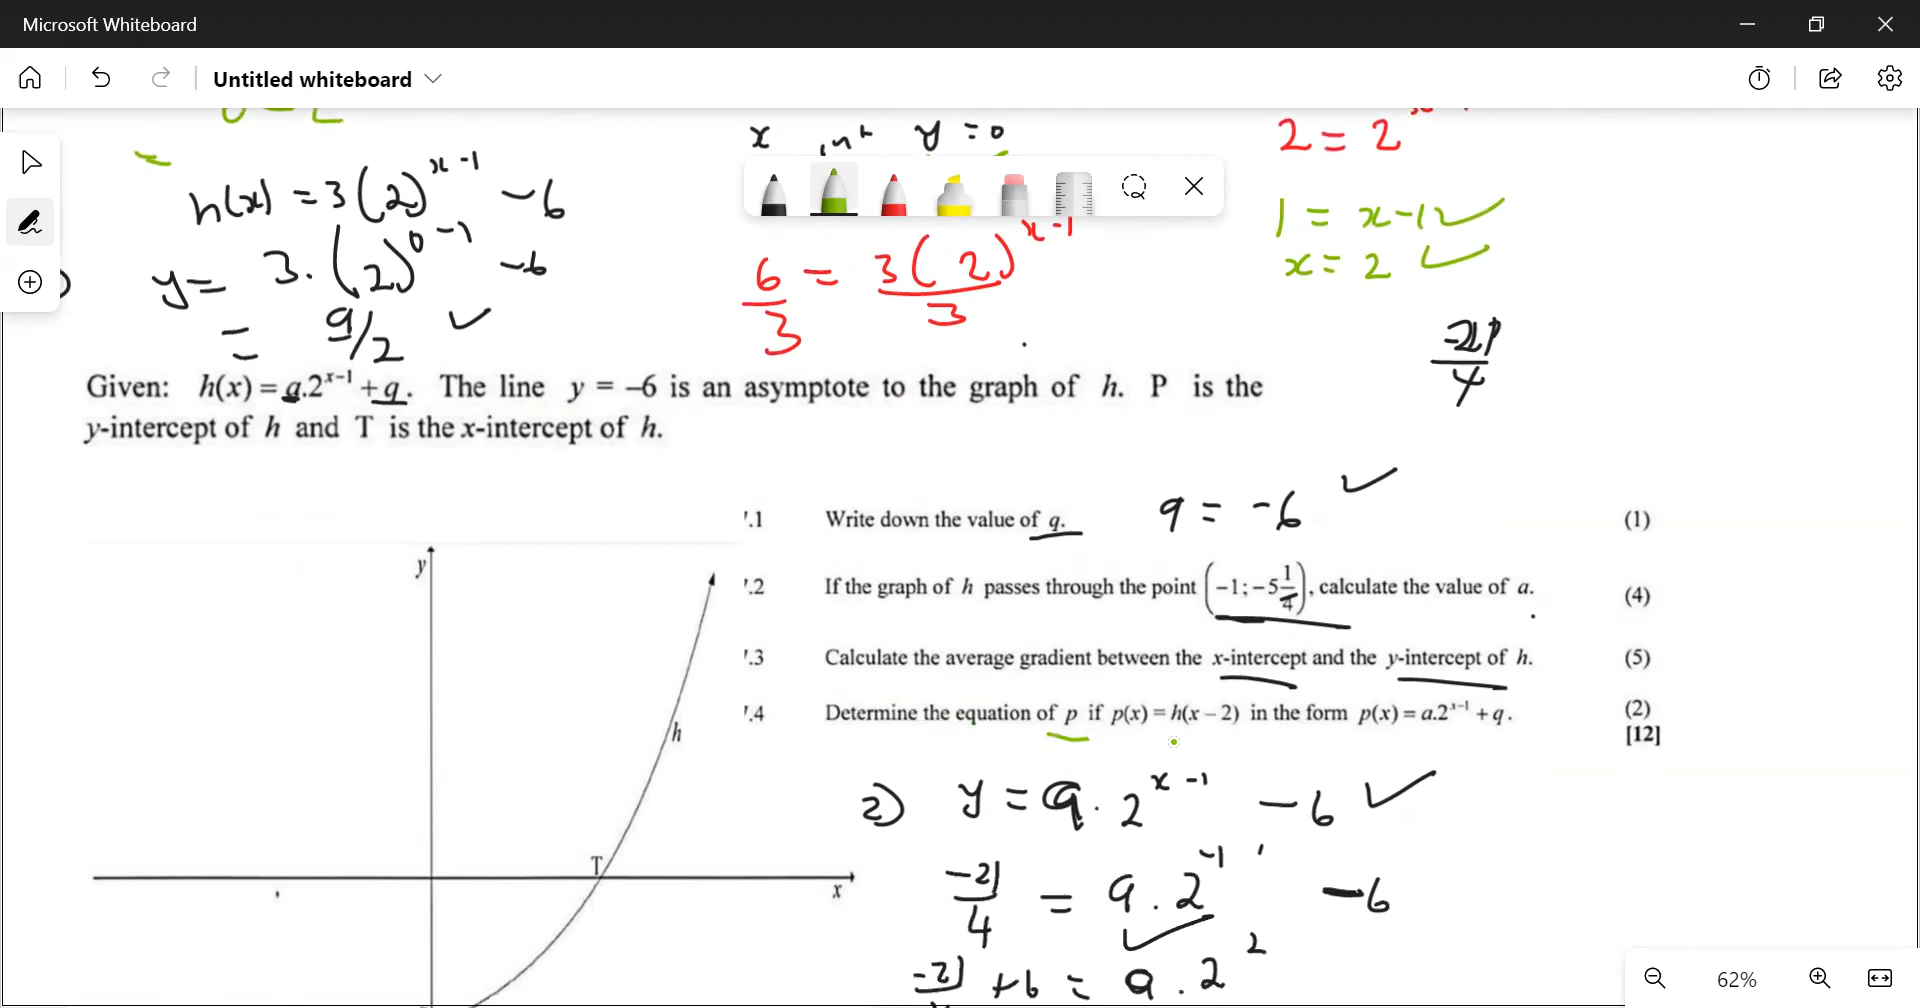 Microsoft Whiteboard
Untitled whiteboard
h(x) = 3(2)^{x-1} - 6
y = 3.(2)^{0-1} - 6
= 9/2 ✓
x int y = 0
6/3 = 3(2)^{x-1}/3
2 = 2
1 = x-1 ✓
x = 2 ✓
-21/4
Given: h(x) = a.2^{x-1} + q. The line y = –6 is an asymptote to the graph of h. P is the
y-intercept of h and T is the x-intercept of h.
.1 Write down the value of q. q = -6 ✓ (1)
.2 If the graph of h passes through the point (−1; −5 1/4), calculate the value of a. (4)
.3 Calculate the average gradient between the x-intercept and the y-intercept of h. (5)
.4 Determine the equation of p if p(x) = h(x – 2) in the form p(x) = a.2^{x-1} + q. (2)
[12]
y
h
T
x
2) y = a.2^{x-1} - 6 ✓
-21/4 = a.2^{-1} - 6
+6 = a.2
62%